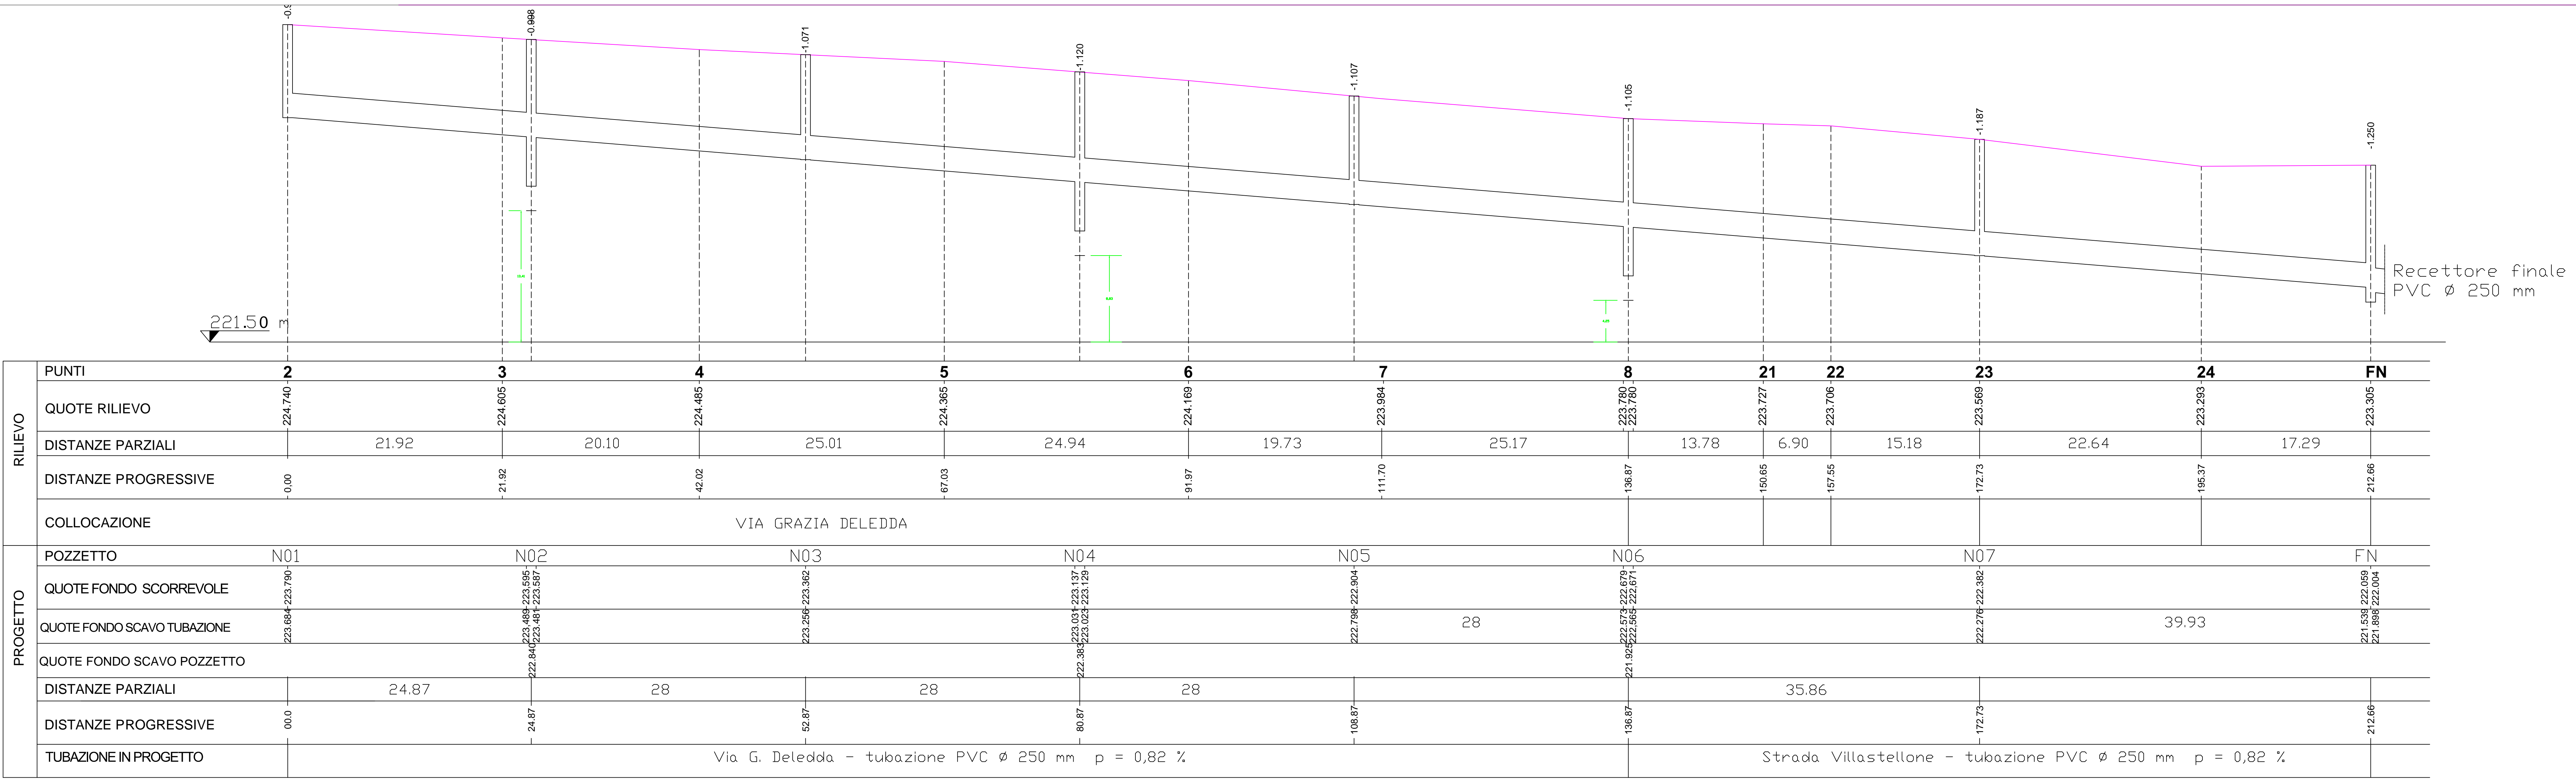 -0.998
-1.071
-1.120
-1.107
-1.105
-1.187
-1.250
Recettore finale
PVC ø 250 mm
221.50 m
RILIEVO
PUNTI 2 3 4 5 6 7 8 21 22 23 24 FN
QUOTE RILIEVO 224.740 224.605 224.485 224.365 224.169 223.984 223.780 223.780 223.727 223.706 223.569 223.293 223.305
DISTANZE PARZIALI 21.92 20.10 25.01 24.94 19.73 25.17 13.78 6.90 15.18 22.64 17.29
DISTANZE PROGRESSIVE 0.00 21.92 42.02 67.03 91.97 111.70 136.87 150.65 157.55 172.73 195.37 212.66
COLLOCAZIONE VIA GRAZIA DELEDDA
PROGETTO
POZZETTO N01 N02 N03 N04 N05 N06 N07 FN
QUOTE FONDO SCORREVOLE 223.790 223.595 223.587 223.362 223.137 223.129 222.904 222.679 222.671 222.382 222.059 222.004
QUOTE FONDO SCAVO TUBAZIONE 223.684 223.489 223.481 223.256 223.031 223.023 222.798 28 222.573 222.565 222.276 39.93 221.539 221.898
QUOTE FONDO SCAVO POZZETTO 222.840 222.383 221.925
DISTANZE PARZIALI 24.87 28 28 28 35.86
DISTANZE PROGRESSIVE 00.0 24.87 52.87 80.87 108.87 136.87 172.73 212.66
TUBAZIONE IN PROGETTO Via G. Deledda - tubazione PVC ø 250 mm p = 0,82 % Strada Villastellone - tubazione PVC ø 250 mm p = 0,82 %